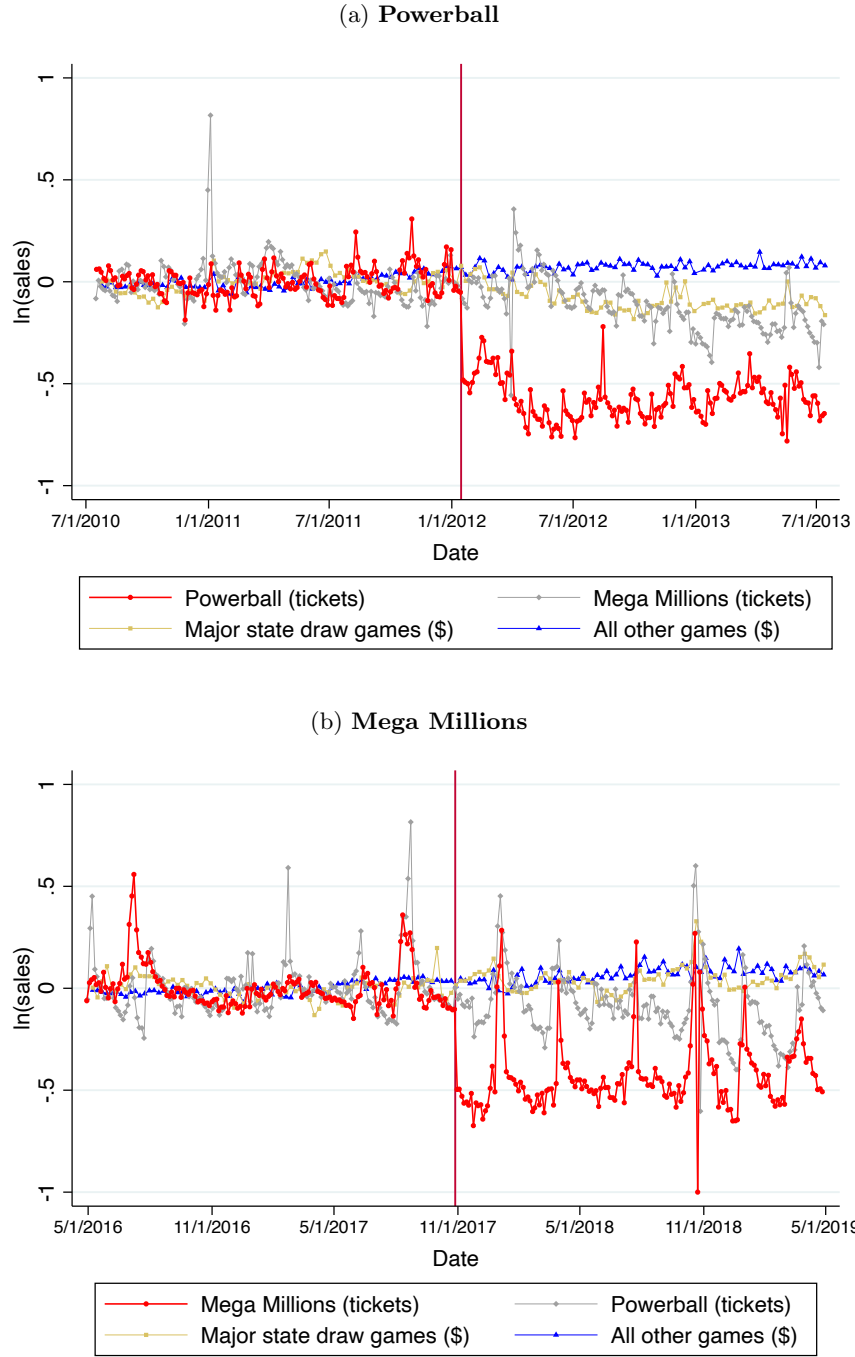 (a) Powerball
ln(sales)
1
.5
0
-.5
-1
7/1/2010 1/1/2011 7/1/2011 1/1/2012 7/1/2012 1/1/2013 7/1/2013
Date
Powerball (tickets) Mega Millions (tickets)
Major state draw games ($) All other games ($)
(b) Mega Millions
ln(sales)
1
.5
0
-.5
-1
5/1/2016 11/1/2016 5/1/2017 11/1/2017 5/1/2018 11/1/2018 5/1/2019
Date
Mega Millions (tickets) Powerball (tickets)
Major state draw games ($) All other games ($)